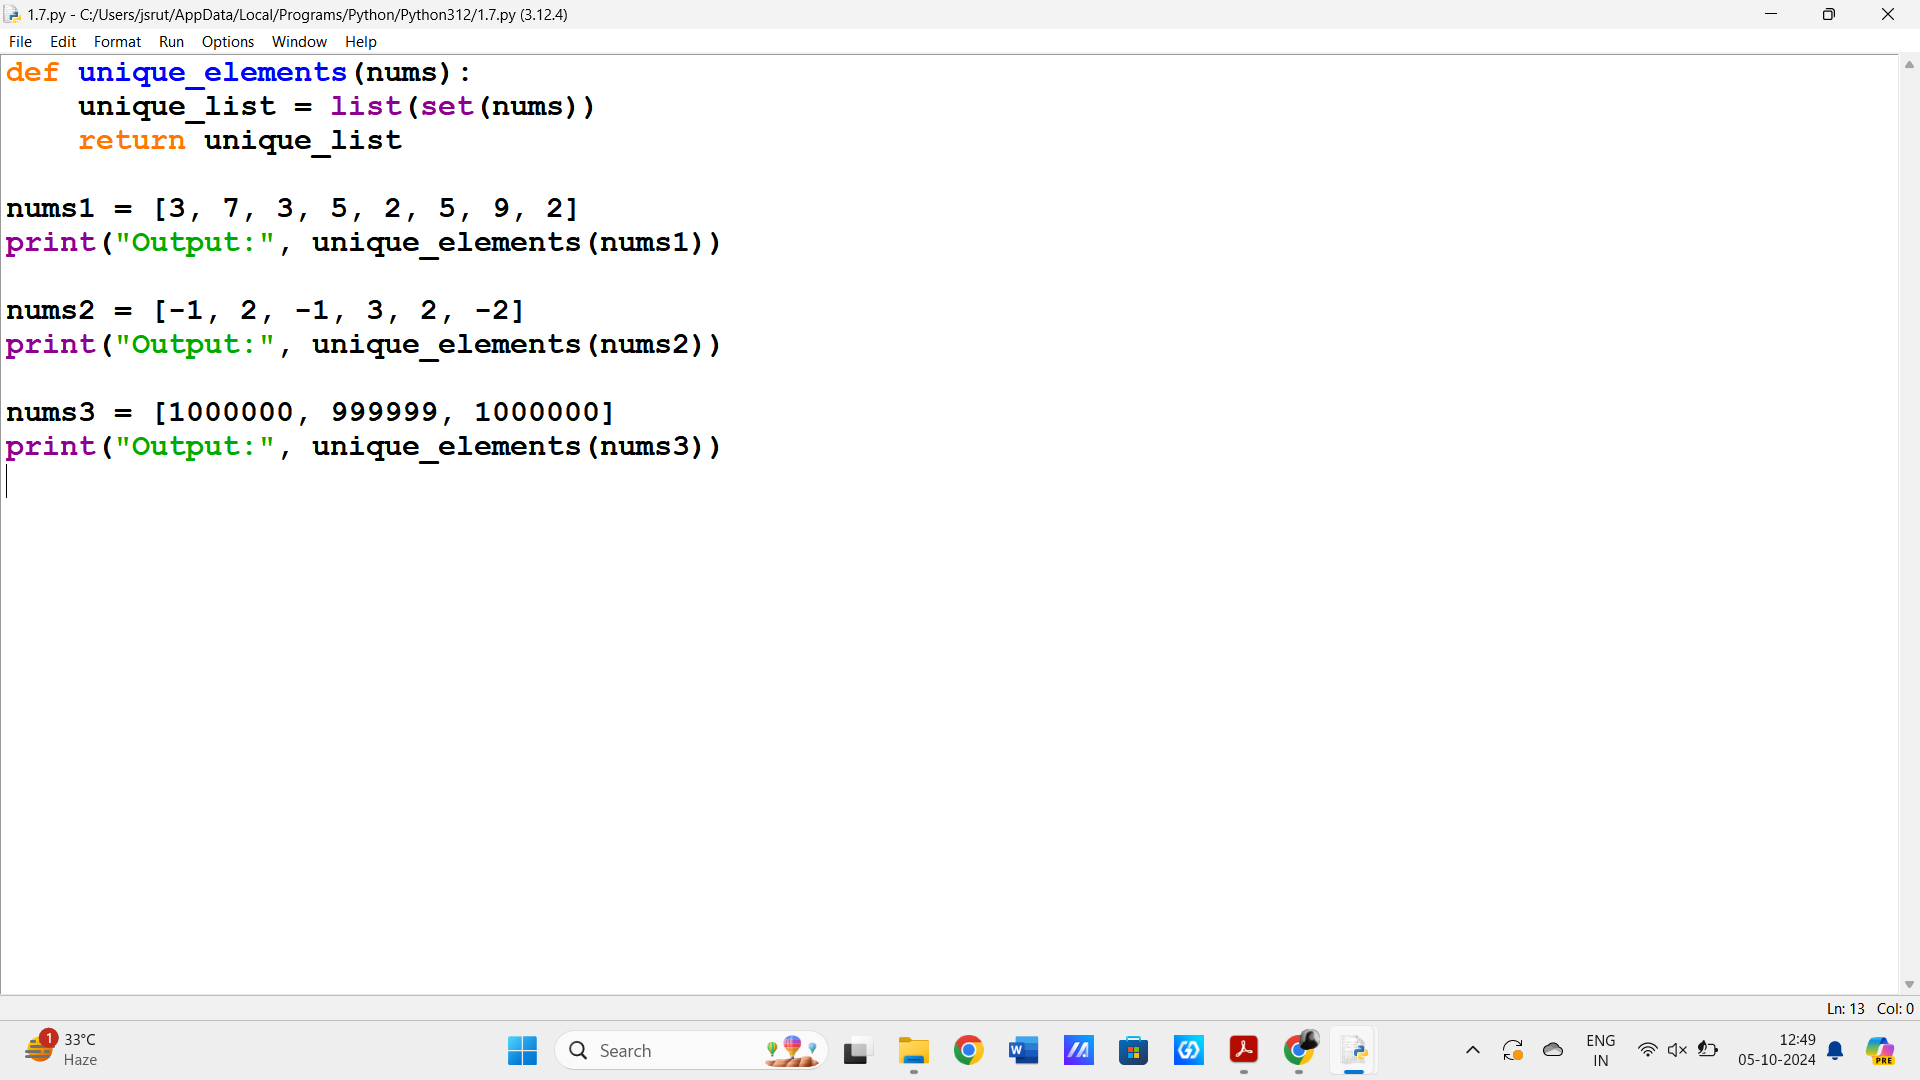 1.7.py - C:/Users/jsrut/AppData/Local/Programs/Python/Python312/1.7.py (3.12.4)
File Edit Format Run Options Window Help
def unique_elements(nums):
    unique_list = list(set(nums))
    return unique_list

nums1 = [3, 7, 3, 5, 2, 5, 9, 2]
print("Output:", unique_elements(nums1))

nums2 = [-1, 2, -1, 3, 2, -2]
print("Output:", unique_elements(nums2))

nums3 = [1000000, 999999, 1000000]
print("Output:", unique_elements(nums3))
Ln: 13 Col: 0
1 33°C
Haze
Search
W
ENG
IN
12:49
05-10-2024
PRE